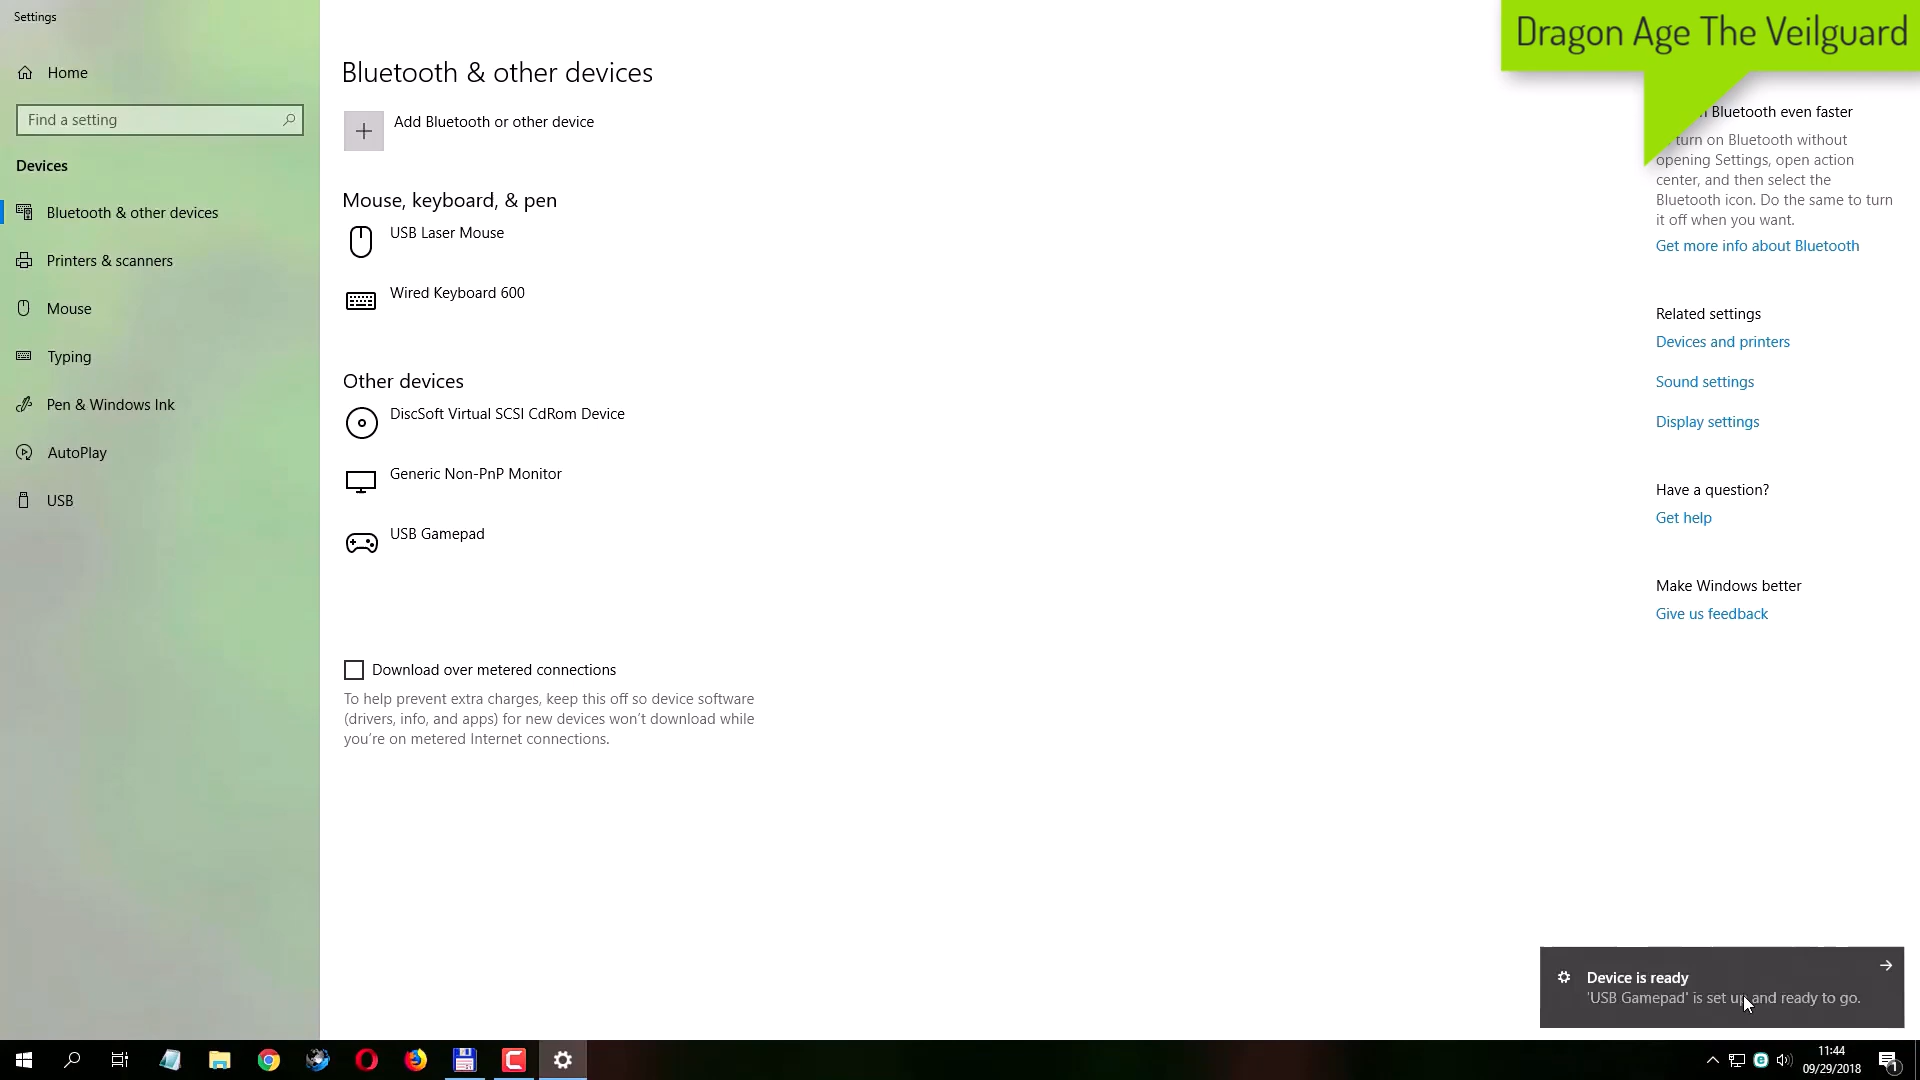 Settings
Home
Find a setting
Devices
Bluetooth & other devices
Printers & scanners
Mouse
Typing
Pen & Windows Ink
AutoPlay
USB
Bluetooth & other devices
Add Bluetooth or other device
Mouse, keyboard, & pen
USB Laser Mouse
Wired Keyboard 600
Other devices
DiscSoft Virtual SCSI CdRom Device
Generic Non-PnP Monitor
USB Gamepad
Download over metered connections
To help prevent extra charges, keep this off so device software
(drivers, info, and apps) for new devices won't download while
you're on metered Internet connections.
Dragon Age The Veilguard
Bluetooth even faster
turn on Bluetooth without
opening Settings, open action
center, and then select the
Bluetooth icon. Do the same to turn
it off when you want.
Get more info about Bluetooth
Related settings
Devices and printers
Sound settings
Display settings
Have a question?
Get help
Make Windows better
Give us feedback
Device is ready
'USB Gamepad' is set up and ready to go.
11:44
09/29/2018
1